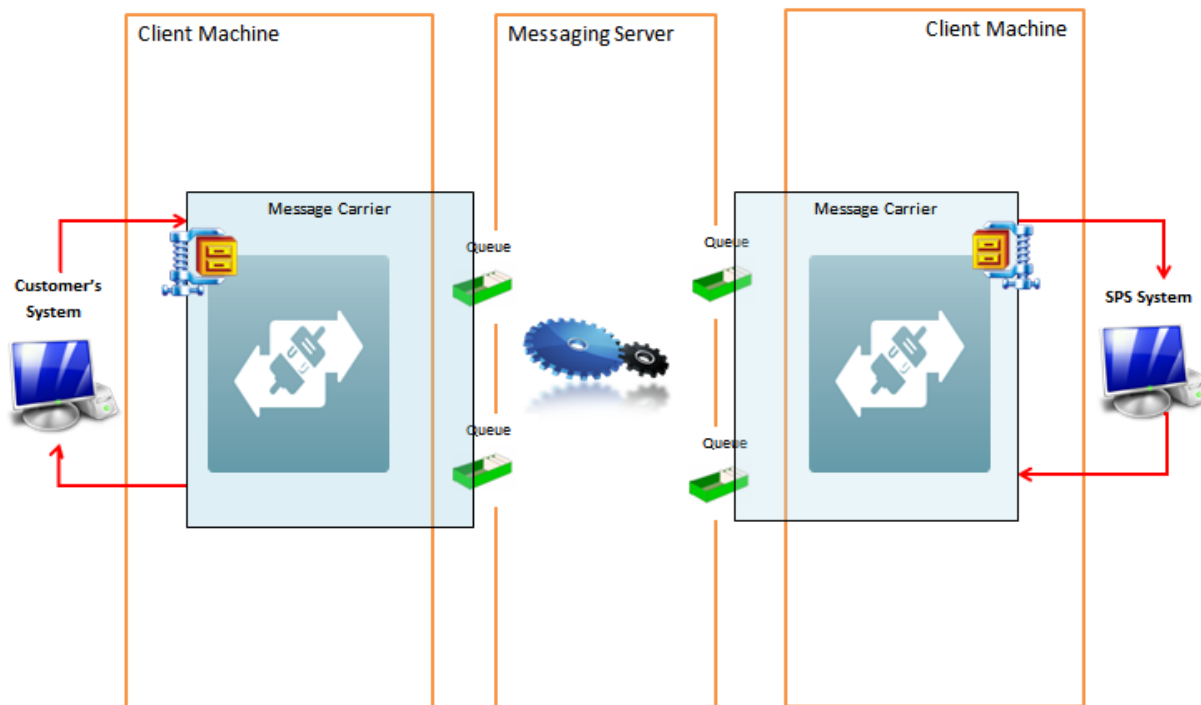 Client Machine
Messaging Server
Client Machine
Message Carrier
Message Carrier
Queue
Queue
Customer's
System
SPS System
Queue
Queue